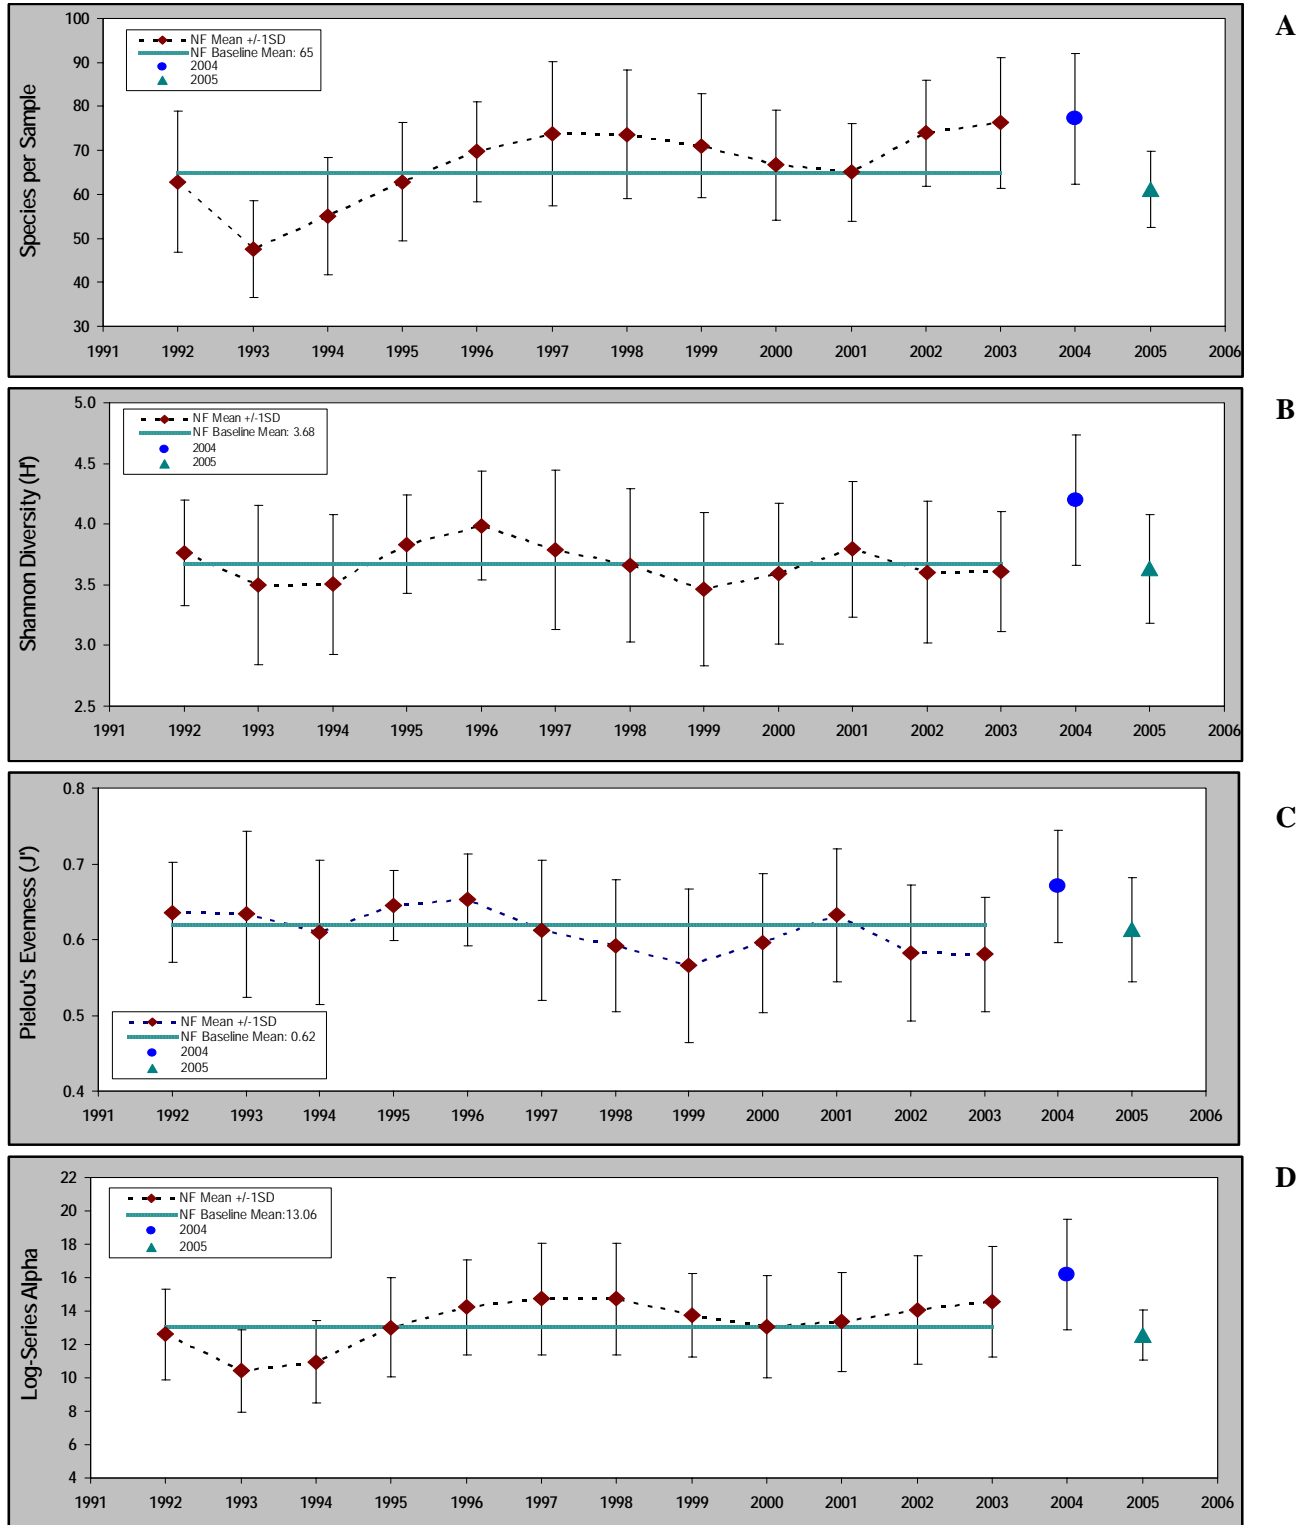 A
Species per Sample
100
90
80
70
60
50
40
30
NF Mean +/-1SD
NF Baseline Mean: 65
2004
2005
1991 1992 1993 1994 1995 1996 1997 1998 1999 2000 2001 2002 2003 2004 2005 2006
B
Shannon Diversity (H')
5.0
4.5
4.0
3.5
3.0
2.5
NF Mean +/-1SD
NF Baseline Mean: 3.68
2004
2005
1991 1992 1993 1994 1995 1996 1997 1998 1999 2000 2001 2002 2003 2004 2005 2006
C
Pielou's Evenness (J')
0.8
0.7
0.6
0.5
0.4
NF Mean +/-1SD
NF Baseline Mean: 0.62
2004
2005
1991 1992 1993 1994 1995 1996 1997 1998 1999 2000 2001 2002 2003 2004 2005 2006
D
Log-Series Alpha
22
20
18
16
14
12
10
8
6
4
NF Mean +/-1SD
NF Baseline Mean:13.06
2004
2005
1991 1992 1993 1994 1995 1996 1997 1998 1999 2000 2001 2002 2003 2004 2005 2006